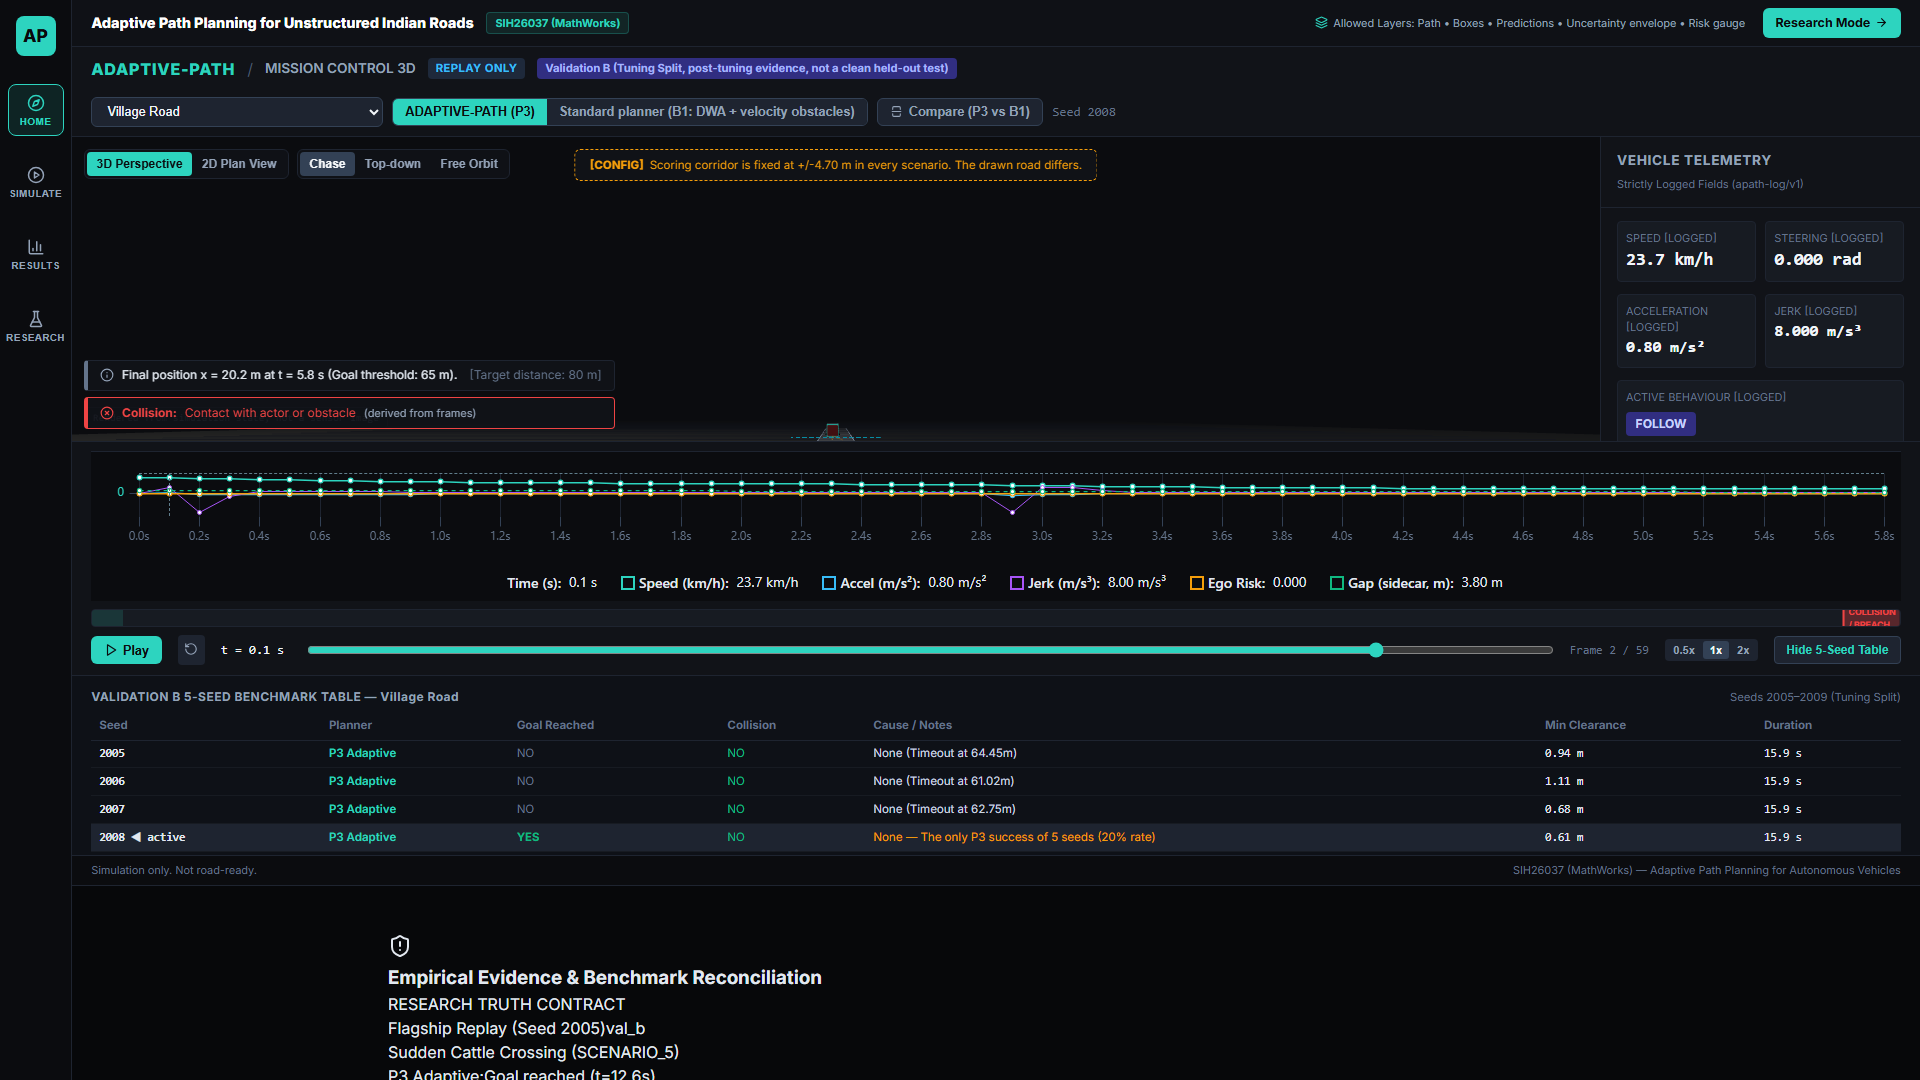 AP
Adaptive Path Planning for Unstructured Indian Roads
SIH26037 (MathWorks)
Allowed Layers: Path • Boxes • Predictions • Uncertainty envelope • Risk gauge
Research Mode →
HOME
SIMULATE
RESULTS
RESEARCH
ADAPTIVE-PATH / MISSION CONTROL 3D
REPLAY ONLY
Validation B (Tuning Split, post-tuning evidence, not a clean held-out test)
Village Road
ADAPTIVE-PATH (P3)
Standard planner (B1: DWA + velocity obstacles)
Compare (P3 vs B1)
Seed 2008
3D Perspective
2D Plan View
Chase
Top-down
Free Orbit
[CONFIG] Scoring corridor is fixed at +/-4.70 m in every scenario. The drawn road differs.
Final position x = 20.2 m at t = 5.8 s (Goal threshold: 65 m). [Target distance: 80 m]
Collision: Contact with actor or obstacle (derived from frames)
VEHICLE TELEMETRY
Strictly Logged Fields (apath-log/v1)
SPEED [LOGGED]
23.7 km/h
STEERING [LOGGED]
0.000 rad
ACCELERATION [LOGGED]
0.80 m/s²
JERK [LOGGED]
8.000 m/s³
ACTIVE BEHAVIOUR [LOGGED]
FOLLOW
0
0.0s 0.2s 0.4s 0.6s 0.8s 1.0s 1.2s 1.4s 1.6s 1.8s 2.0s 2.2s 2.4s 2.6s 2.8s 3.0s 3.2s 3.4s 3.6s 3.8s 4.0s 4.2s 4.4s 4.6s 4.8s 5.0s 5.2s 5.4s 5.6s 5.8s
Time (s): 0.1 s Speed (km/h): 23.7 km/h Accel (m/s²): 0.80 m/s² Jerk (m/s³): 8.00 m/s³ Ego Risk: 0.000 Gap (sidecar, m): 3.80 m
COLLISION
/ BREACH
Play
t = 0.1 s
Frame 2 / 59
0.5x 1x 2x
Hide 5-Seed Table
VALIDATION B 5-SEED BENCHMARK TABLE — Village Road
Seeds 2005–2009 (Tuning Split)
Seed Planner Goal Reached Collision Cause / Notes Min Clearance Duration
2005 P3 Adaptive NO NO None (Timeout at 64.45m) 0.94 m 15.9 s
2006 P3 Adaptive NO NO None (Timeout at 61.02m) 1.11 m 15.9 s
2007 P3 Adaptive NO NO None (Timeout at 62.75m) 0.68 m 15.9 s
2008 ◀ active P3 Adaptive YES NO None — The only P3 success of 5 seeds (20% rate) 0.61 m 15.9 s
Simulation only. Not road-ready.
SIH26037 (MathWorks) — Adaptive Path Planning for Autonomous Vehicles
Empirical Evidence & Benchmark Reconciliation
RESEARCH TRUTH CONTRACT
Flagship Replay (Seed 2005)val_b
Sudden Cattle Crossing (SCENARIO_5)
P3 Adaptive:Goal reached (t=12.6s)